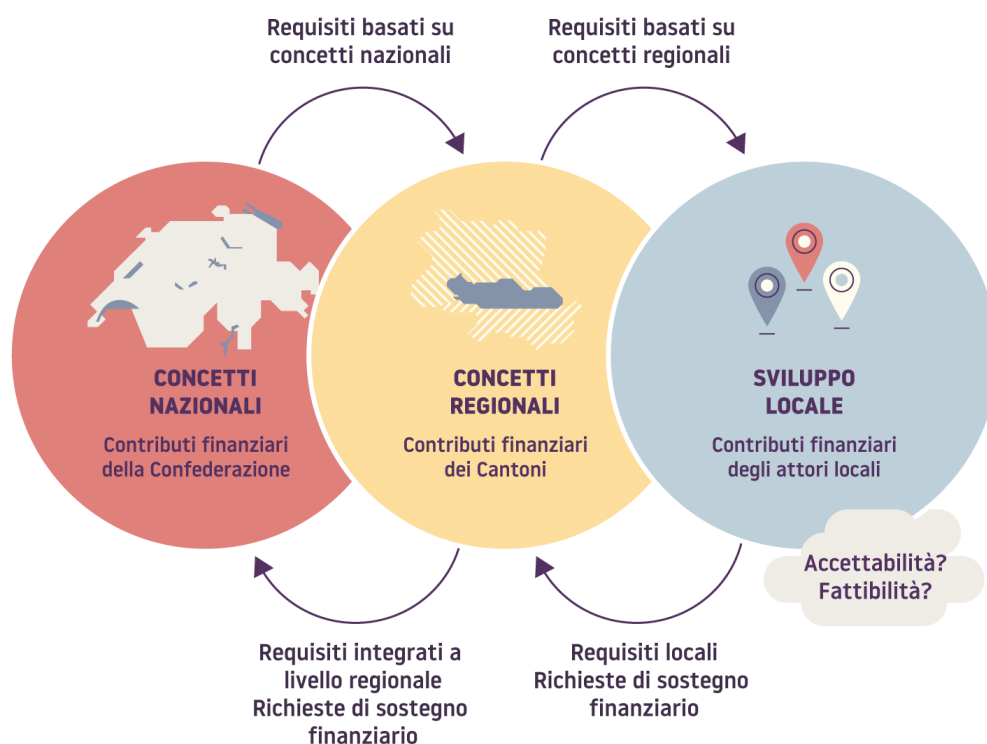 Requisiti basati su
concetti nazionali
Requisiti basati su
concetti regionali
CONCETTI
NAZIONALI
Contributi finanziari
della Confederazione
CONCETTI
REGIONALI
Contributi finanziari
dei Cantoni
SVILUPPO
LOCALE
Contributi finanziari
degli attori locali
Accettabilità?
Fattibilità?
Requisiti integrati a
livello regionale
Richieste di sostegno
finanziario
Requisiti locali
Richieste di sostegno
finanziario